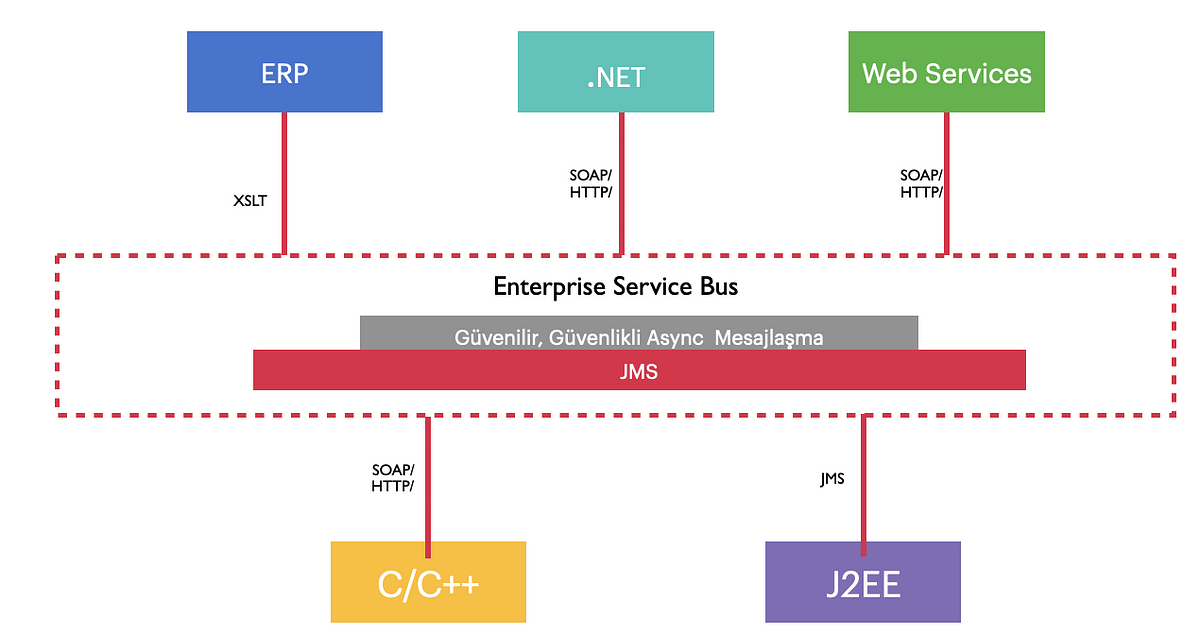 ERP
.NET
Web Services
XSLT
SOAP/
HTTP/
SOAP/
HTTP/
Enterprise Service Bus
Güvenilir, Güvenlikli Async Mesajlaşma
JMS
SOAP/
HTTP/
JMS
C/C++
J2EE